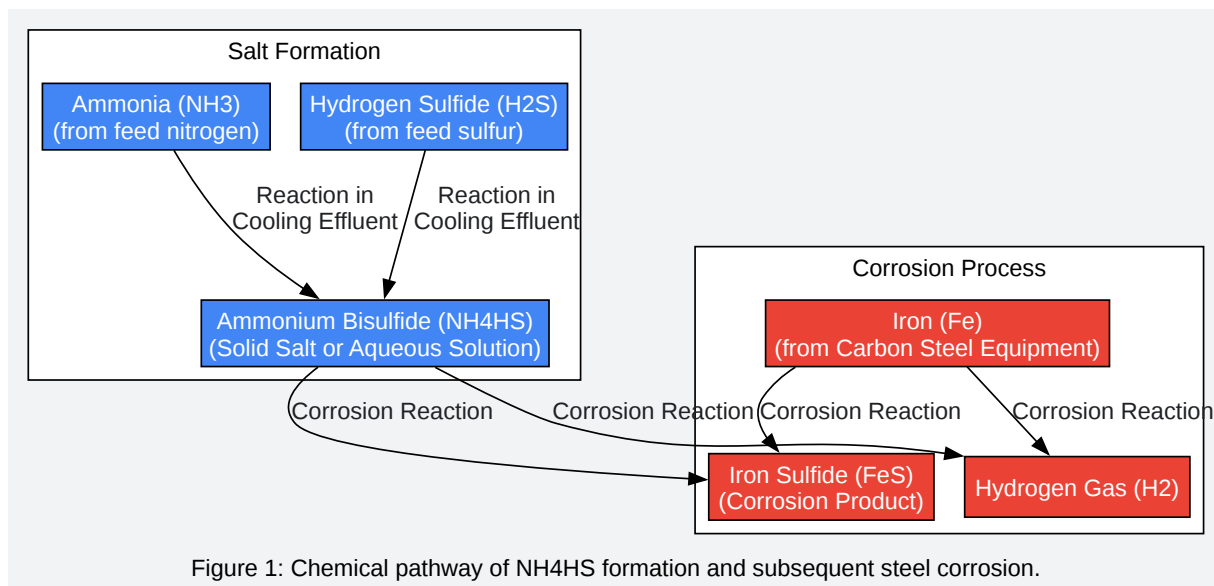 Salt Formation
Ammonia (NH3)
(from feed nitrogen)
Hydrogen Sulfide (H2S)
(from feed sulfur)
Reaction in
Cooling Effluent
Reaction in
Cooling Effluent
Ammonium Bisulfide (NH4HS)
(Solid Salt or Aqueous Solution)
Corrosion Process
Iron (Fe)
(from Carbon Steel Equipment)
Corrosion Reaction
Corrosion Reaction
Corrosion Reaction
Corrosion Reaction
Iron Sulfide (FeS)
(Corrosion Product)
Hydrogen Gas (H2)
Figure 1: Chemical pathway of NH4HS formation and subsequent steel corrosion.